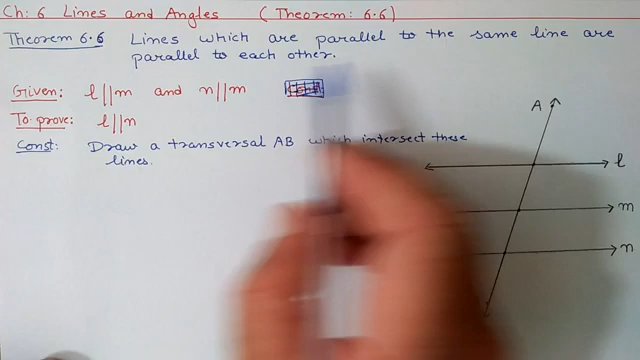 Ch: 6 Lines and Angles (Theorem: 6.6)
Theorem 6.6 Lines which are parallel to the same line are
parallel to each other.
Given: l||m and n||m
To prove: l||n
Const: Draw a transversal AB which intersect these
lines.
A
l
m
n